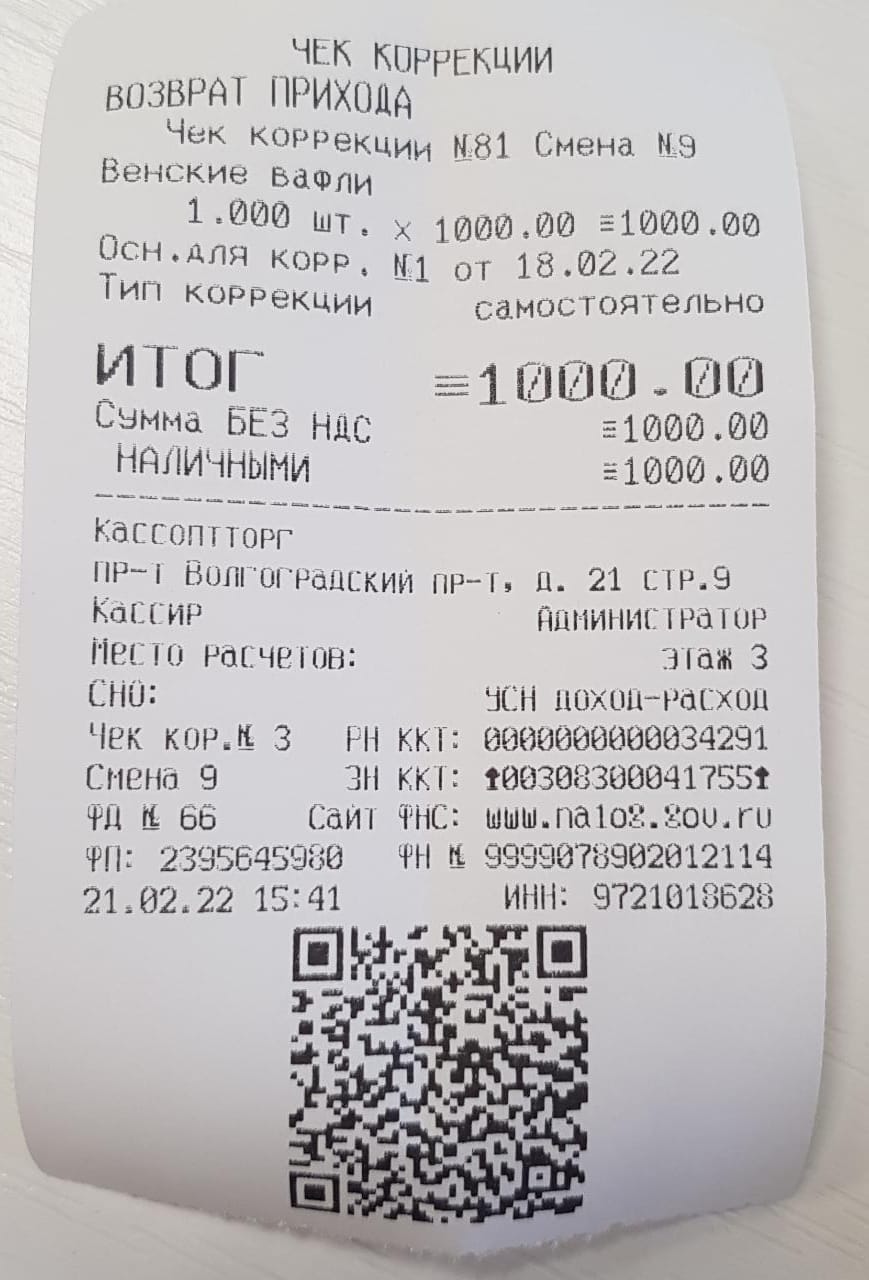 ЧЕК КОРРЕКЦИИ
ВОЗВРАТ ПРИХОДА
Чек коррекции №81 Смена №9
Венские вафли
1.000 шт. х 1000.00 ≡1000.00
Осн.для корр. №1 от 18.02.22
Тип коррекции самостоятельно
ИТОГ ≡1000.00
Сумма БЕЗ НДС ≡1000.00
НАЛИЧНЫМИ ≡1000.00
Кассоптторг
пр-т Волгоградский пр-т, д. 21 стр.9
Кассир Администратор
Место расчетов: этаж 3
СНО: УСН доход-расход
Чек кор.№ 3 РН ККТ: 0000000000034291
Смена 9 ЗН ККТ: 00308300041755
ФД № 66 Сайт ФНС: www.nalog.gov.ru
ФП: 2395645980 ФН № 9999078902012114
21.02.22 15:41 ИНН: 9721018628